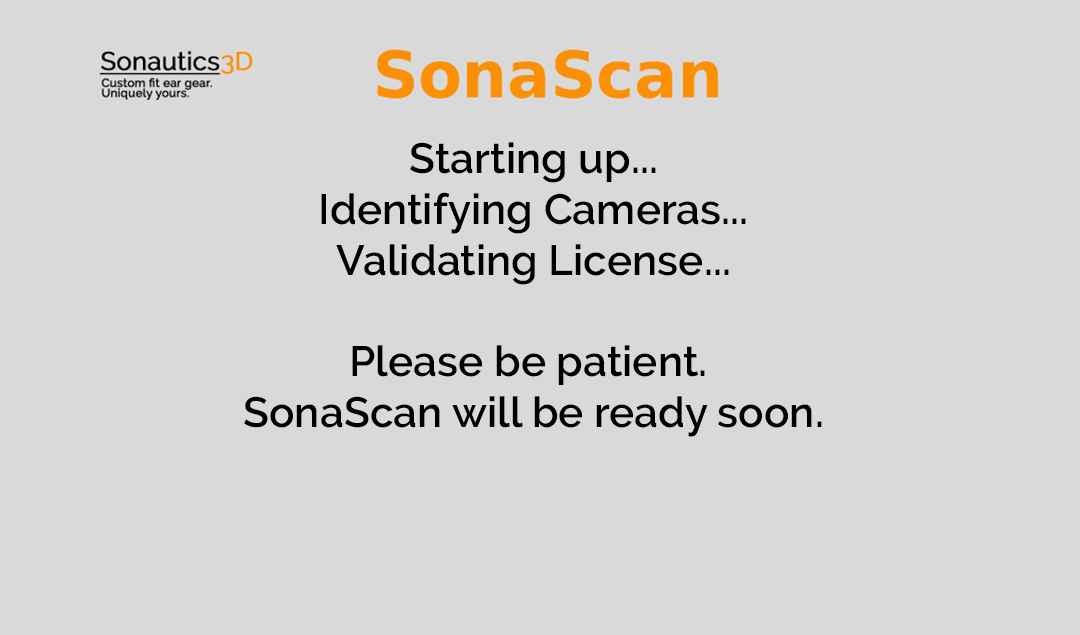 Sonautics3D
Custom fit ear gear.
Uniquely yours.
SonaScan
Starting up...
Identifying Cameras...
Validating License...
Please be patient.
SonaScan will be ready soon.